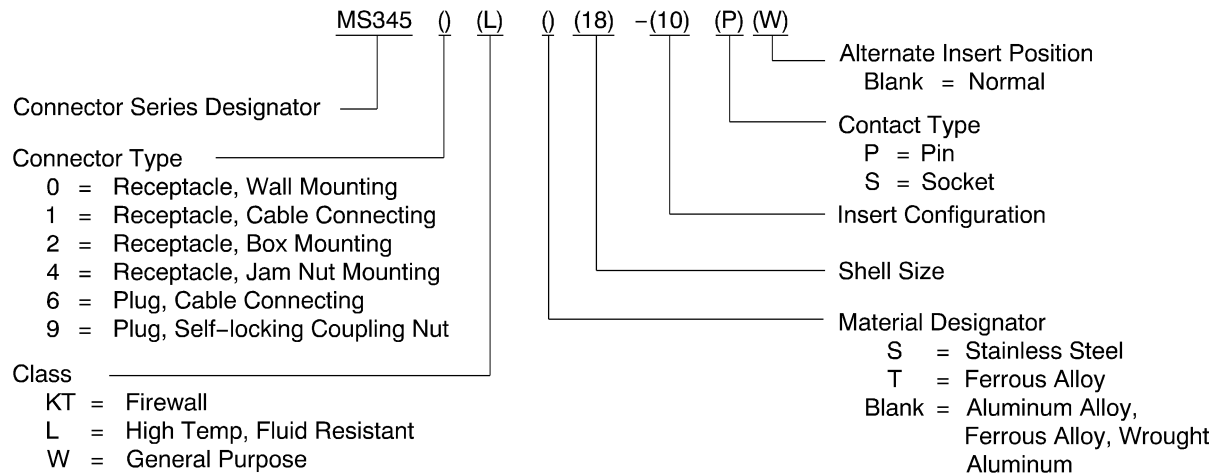 MS345 () (L) () (18) –(10) (P) (W)
Connector Series Designator
Connector Type
0 = Receptacle, Wall Mounting
1 = Receptacle, Cable Connecting
2 = Receptacle, Box Mounting
4 = Receptacle, Jam Nut Mounting
6 = Plug, Cable Connecting
9 = Plug, Self–locking Coupling Nut
Class
KT = Firewall
L = High Temp, Fluid Resistant
W = General Purpose
Alternate Insert Position
Blank = Normal
Contact Type
P = Pin
S = Socket
Insert Configuration
Shell Size
Material Designator
S = Stainless Steel
T = Ferrous Alloy
Blank = Aluminum Alloy,
Ferrous Alloy, Wrought
Aluminum